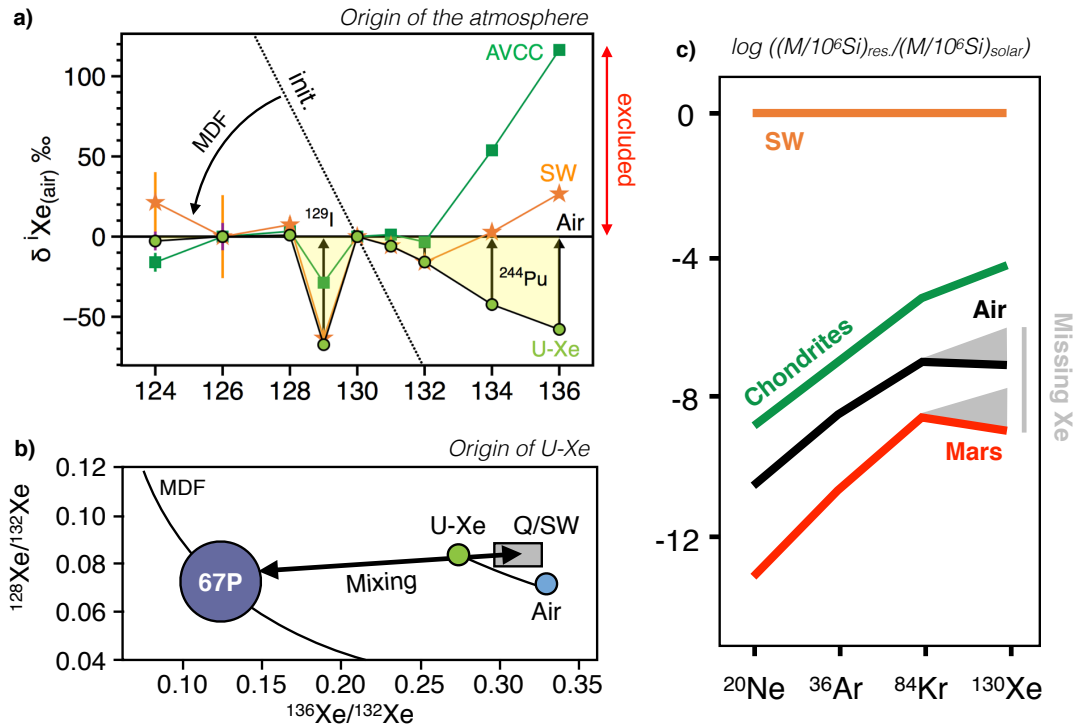 a)
Origin of the atmosphere
δ ⁱXe(air) ‰
100
50
0
−50
AVCC
init.
MDF
excluded
SW
¹²⁹I
Air
²⁴⁴Pu
U-Xe
124 126 128 130 132 134 136
b)
Origin of U-Xe
¹²⁸Xe/¹³²Xe
0.12
0.10
0.08
0.06
0.04
MDF
U-Xe
Q/SW
67P
Mixing
Air
0.10 0.15 0.20 0.25 0.30 0.35
¹³⁶Xe/¹³²Xe
c)
log ((M/10⁶Si)res./(M/10⁶Si)solar)
0
-4
-8
-12
SW
Chondrites
Air
Missing Xe
Mars
²⁰Ne ³⁶Ar ⁸⁴Kr ¹³⁰Xe